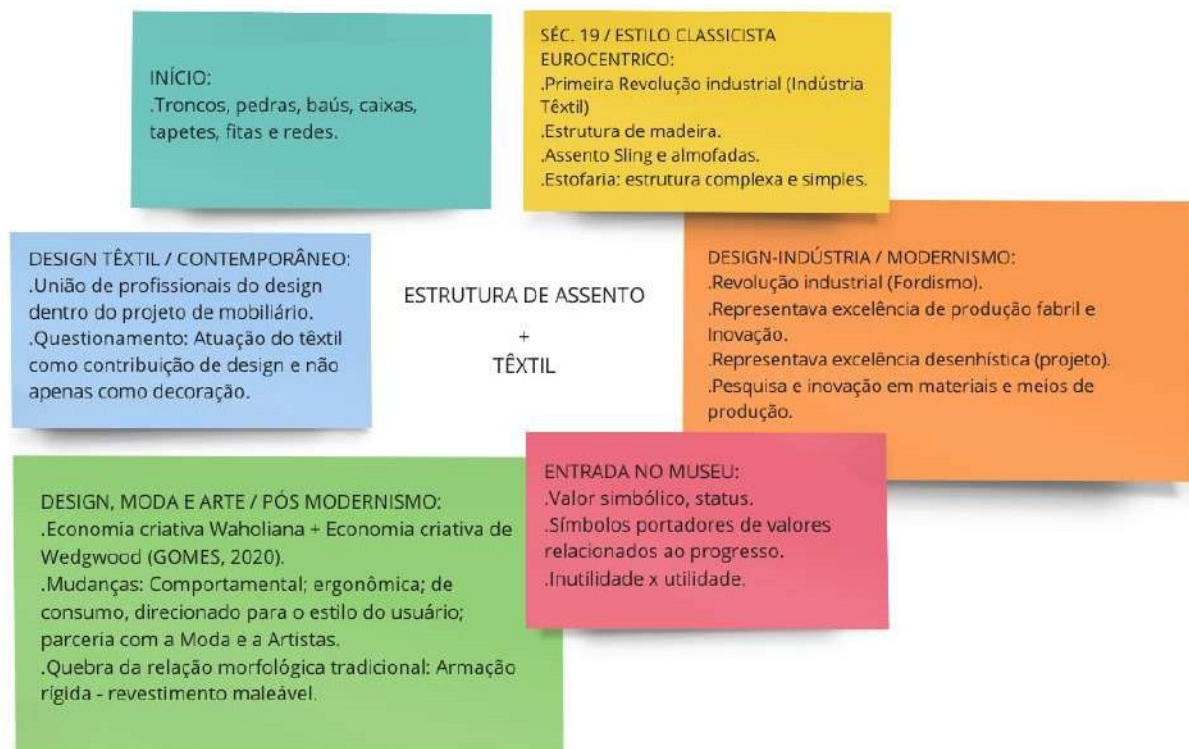 INÍCIO:
.Troncos, pedras, baús, caixas,
tapetes, fitas e redes.
SÉC. 19 / ESTILO CLASSICISTA
EUROCENTRICO:
.Primeira Revolução industrial (Indústria
Têxtil)
.Estrutura de madeira.
.Assento Sling e almofadas.
.Estofaria: estrutura complexa e simples.
DESIGN-INDÚSTRIA / MODERNISMO:
.Revolução industrial (Fordismo).
.Representava excelência de produção fabril e
Inovação.
.Representava excelência desenhística (projeto).
.Pesquisa e inovação em materiais e meios de
produção.
ENTRADA NO MUSEU:
.Valor simbólico, status.
.Símbolos portadores de valores
relacionados ao progresso.
.Inutilidade x utilidade.
DESIGN, MODA E ARTE / PÓS MODERNISMO:
.Economia criativa Waholiana + Economia criativa de
Wedgwood (GOMES, 2020).
.Mudanças: Comportamental; ergonômica; de
consumo, direcionado para o estilo do usuário;
parceria com a Moda e a Artistas.
.Quebra da relação morfológica tradicional: Armação
rígida - revestimento maleável.
DESIGN TÊXTIL / CONTEMPORÂNEO:
.União de profissionais do design
dentro do projeto de mobiliário.
.Questionamento: Atuação do têxtil
como contribuição de design e não
apenas como decoração.
ESTRUTURA DE ASSENTO
+
TÊXTIL